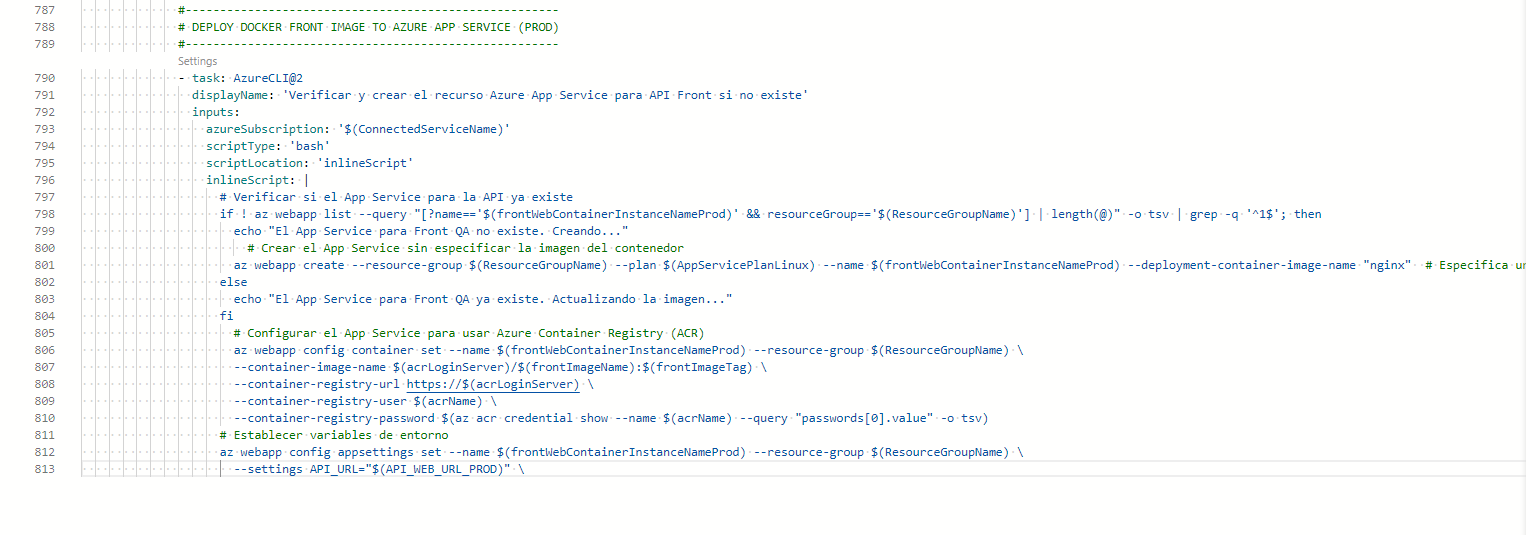 787 #------------------------------------------------------
788 # DEPLOY DOCKER FRONT IMAGE TO AZURE APP SERVICE (PROD)
789 #------------------------------------------------------
Settings
790 - task: AzureCLI@2
791 displayName: 'Verificar y crear el recurso Azure App Service para API Front si no existe'
792 inputs:
793 azureSubscription: '$(ConnectedServiceName)'
794 scriptType: 'bash'
795 scriptLocation: 'inlineScript'
796 inlineScript: |
797 # Verificar si el App Service para la API ya existe
798 if ! az webapp list --query "[?name=='$(frontWebContainerInstanceNameProd)' && resourceGroup=='$(ResourceGroupName)'] | length(@)" -o tsv | grep -q '^1$'; then
799 echo "El App Service para Front QA no existe. Creando..."
800 # Crear el App Service sin especificar la imagen del contenedor
801 az webapp create --resource-group $(ResourceGroupName) --plan $(AppServicePlanLinux) --name $(frontWebContainerInstanceNameProd) --deployment-container-image-name "nginx" # Especifica
802 else
803 echo "El App Service para Front QA ya existe. Actualizando la imagen..."
804 fi
805 # Configurar el App Service para usar Azure Container Registry (ACR)
806 az webapp config container set --name $(frontWebContainerInstanceNameProd) --resource-group $(ResourceGroupName) \
807 --container-image-name $(acrLoginServer)/$(frontImageName):$(frontImageTag) \
808 --container-registry-url https://$(acrLoginServer) \
809 --container-registry-user $(acrName) \
810 --container-registry-password $(az acr credential show --name $(acrName) --query "passwords[0].value" -o tsv)
811 # Establecer variables de entorno
812 az webapp config appsettings set --name $(frontWebContainerInstanceNameProd) --resource-group $(ResourceGroupName) \
813 --settings API_URL="$(API_WEB_URL_PROD)" \